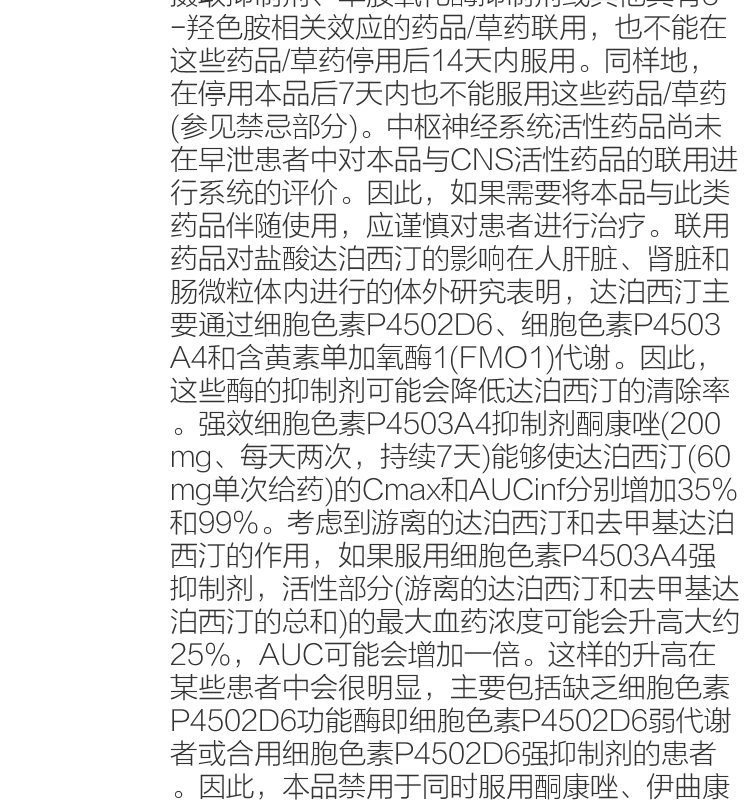 摄取抑制剂、单胺氧化酶抑制剂或其他具有5
-羟色胺相关效应的药品/草药联用，也不能在
这些药品/草药停用后14天内服用。同样地，
在停用本品后7天内也不能服用这些药品/草药
(参见禁忌部分)。中枢神经系统活性药品尚未
在早泄患者中对本品与CNS活性药品的联用进
行系统的评价。因此，如果需要将本品与此类
药品伴随使用，应谨慎对患者进行治疗。联用
药品对盐酸达泊西汀的影响在人肝脏、肾脏和
肠微粒体内进行的体外研究表明，达泊西汀主
要通过细胞色素P4502D6、细胞色素P4503
A4和含黄素单加氧酶1(FMO1)代谢。因此，
这些酶的抑制剂可能会降低达泊西汀的清除率
。强效细胞色素P4503A4抑制剂酮康唑(200
mg、每天两次，持续7天)能够使达泊西汀(60
mg单次给药)的Cmax和AUCinf分别增加35%
和99%。考虑到游离的达泊西汀和去甲基达泊
西汀的作用，如果服用细胞色素P4503A4强
抑制剂，活性部分(游离的达泊西汀和去甲基达
泊西汀的总和)的最大血药浓度可能会升高大约
25%，AUC可能会增加一倍。这样的升高在
某些患者中会很明显，主要包括缺乏细胞色素
P4502D6功能酶即细胞色素P4502D6弱代谢
者或合用细胞色素P4502D6强抑制剂的患者
。因此，本品禁用于同时服用酮康唑、伊曲康